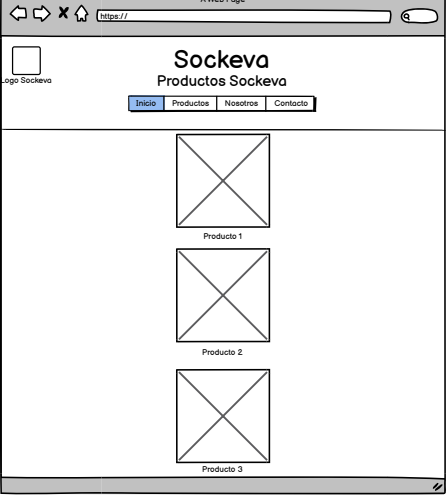 A Web Page
https://
Sockeva
Logo Sockeva
Productos Sockeva
Inicio Productos Nosotros Contacto
Producto 1
Producto 2
Producto 3